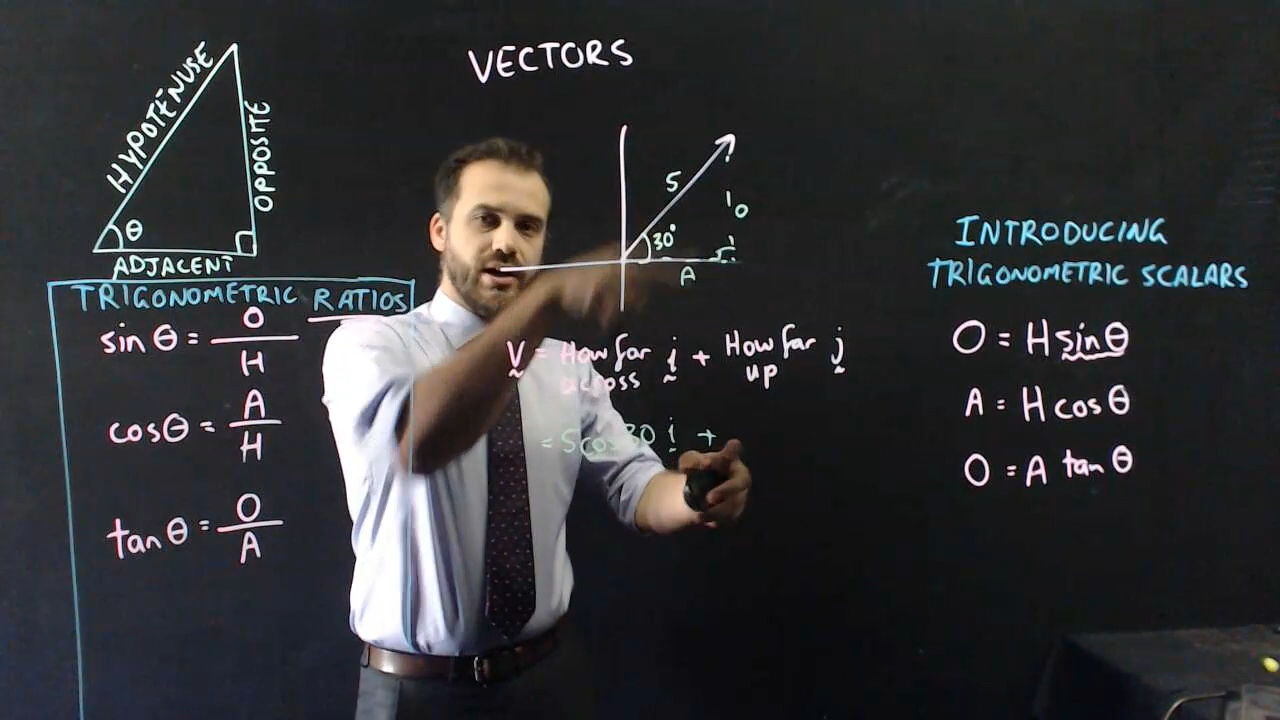 VECTORS
HYPOTENUSE
OPPOSITE
θ
ADJACENT
TRIGONOMETRIC RATIOS
sin θ = O/H
cos θ = A/H
tan θ = O/A
5
30°
O
A
V = How far across i + How far up j
= 5cos30 i +
INTRODUCING
TRIGONOMETRIC SCALARS
O = H sin θ
A = H cos θ
O = A tan θ